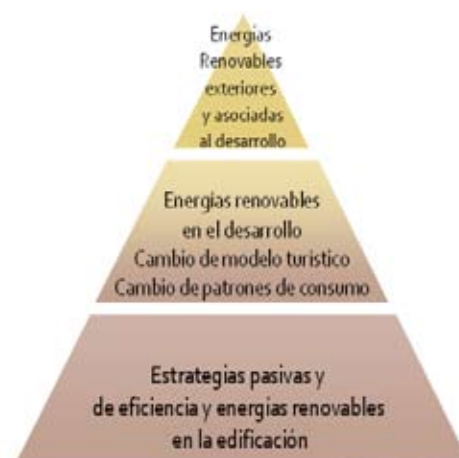 Energías
Renovables
exteriores
y asociadas
al desarrollo
Energías renovables
en el desarrollo
Cambio de modelo turístico
Cambio de patrones de consumo
Estrategias pasivas y
de eficiencia y energías renovables
en la edificación